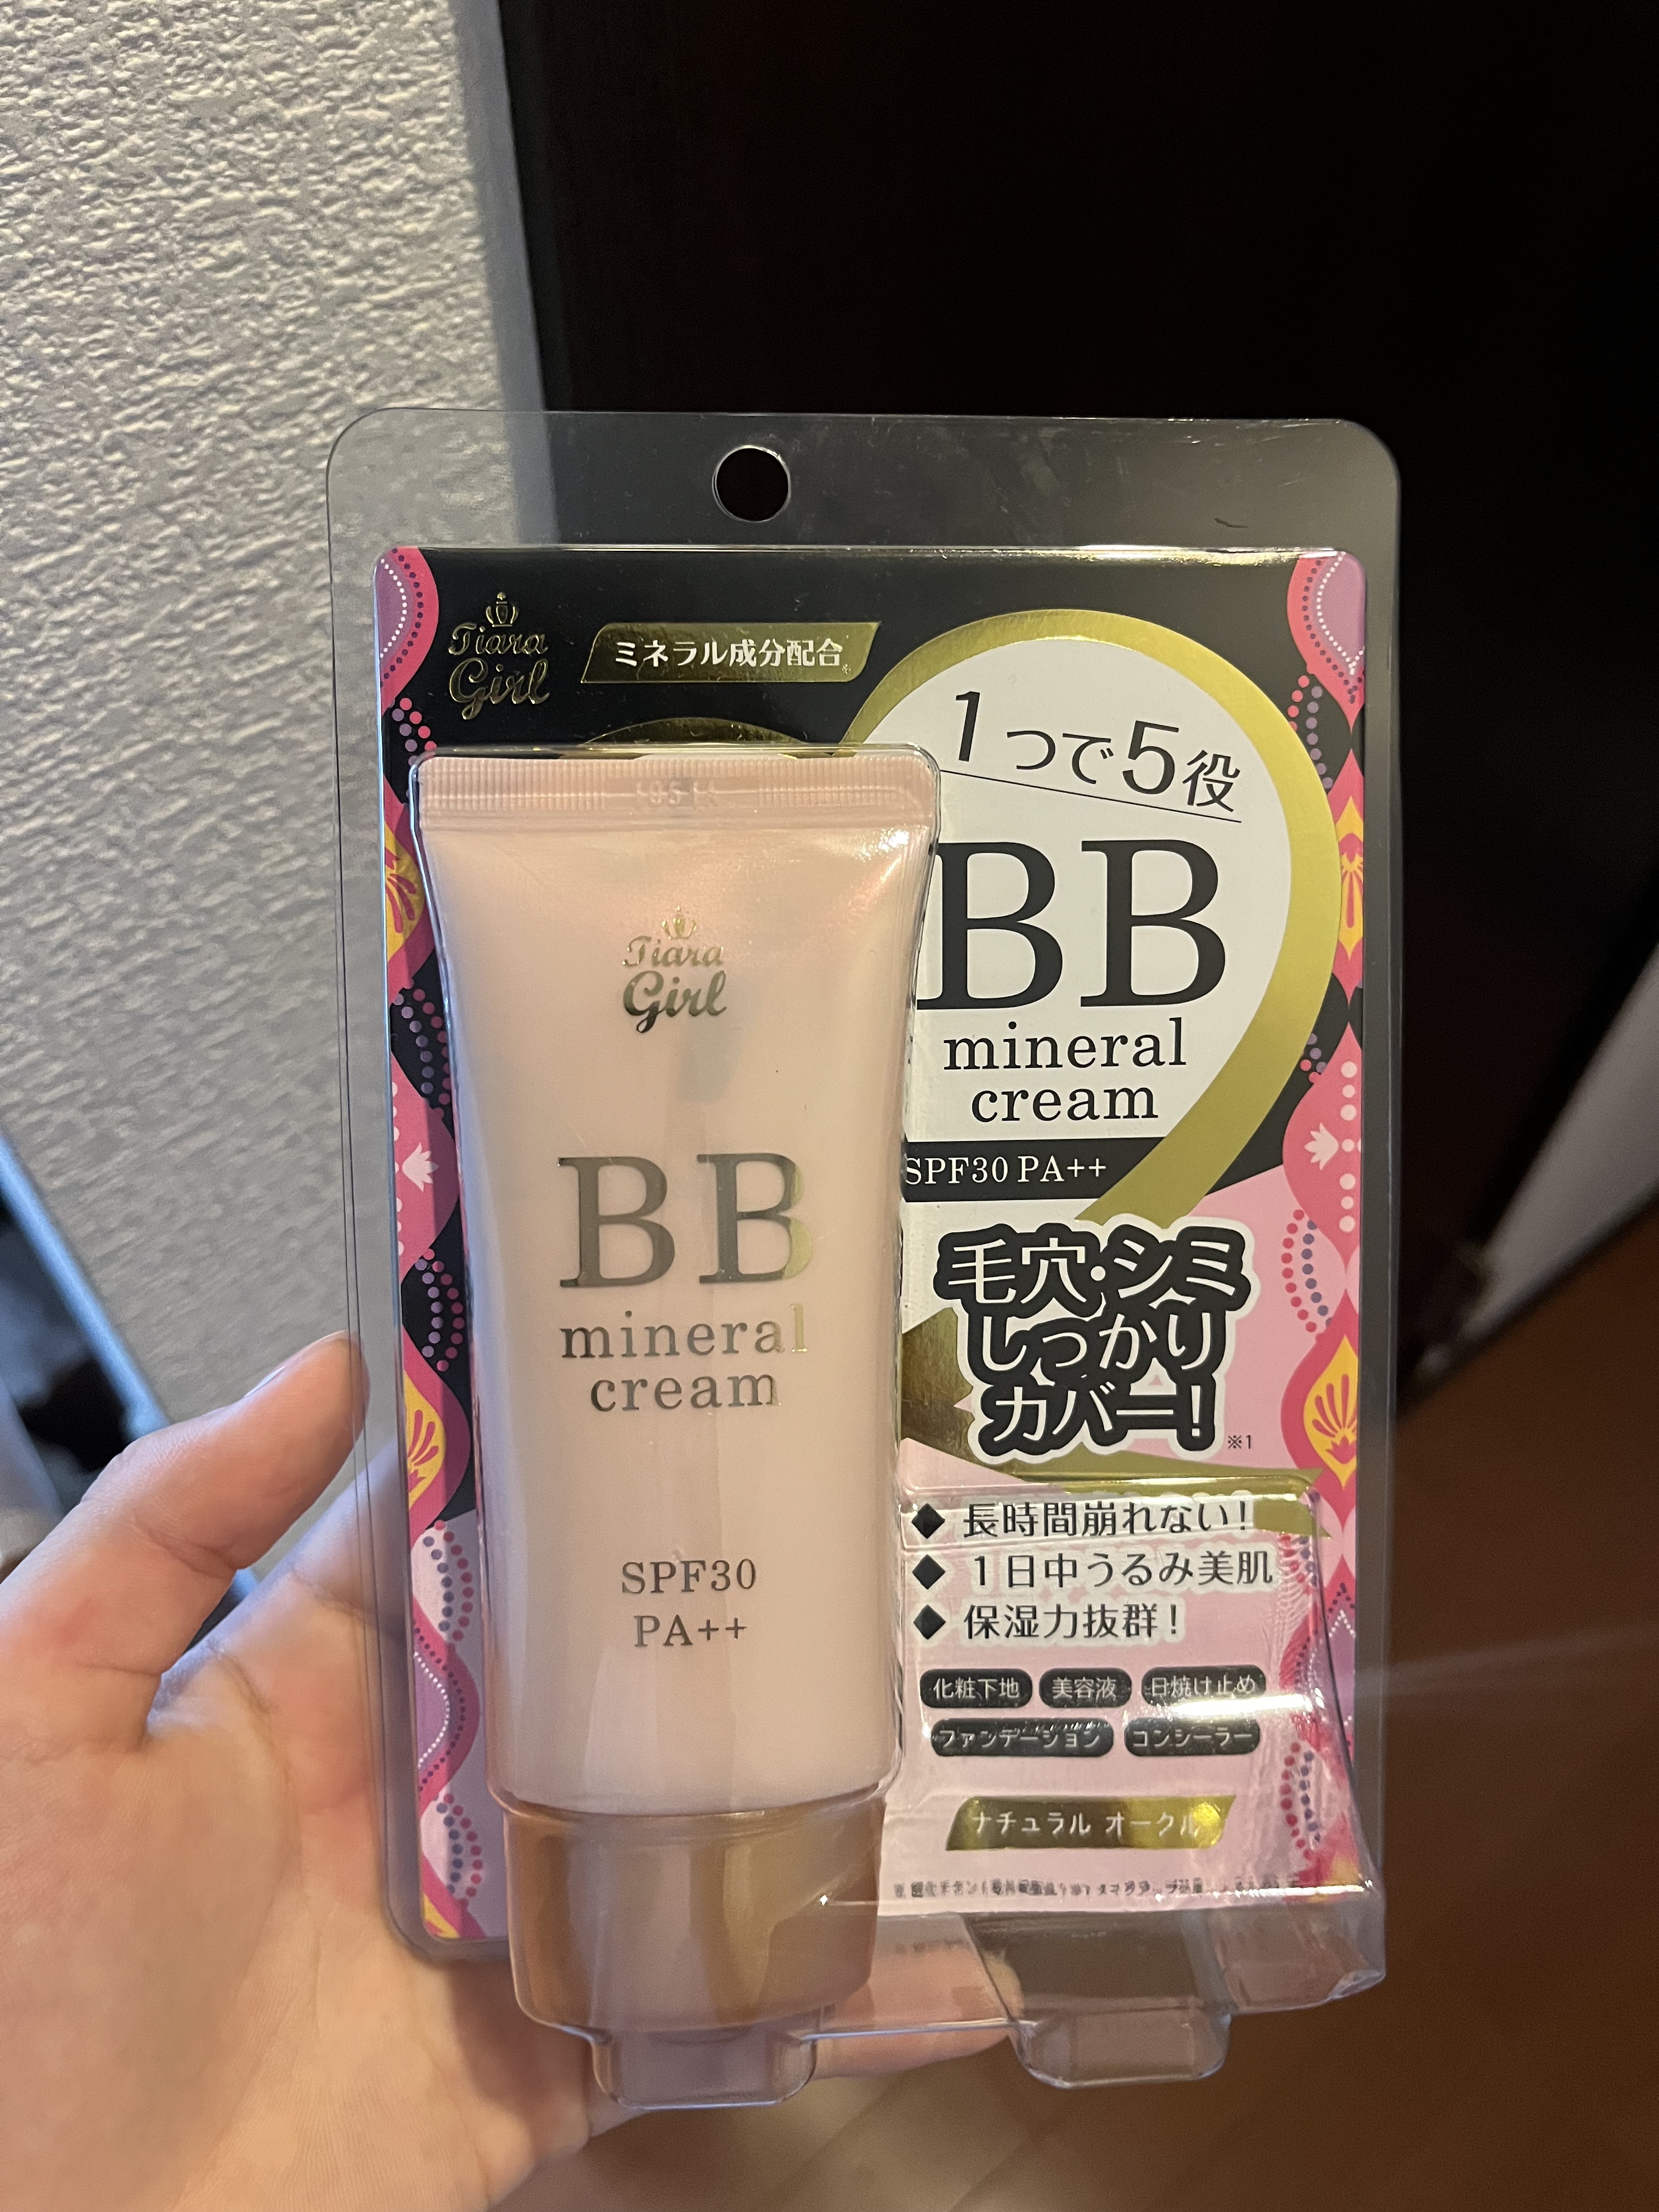 Tiara
Girl
ミネラル成分配合※
1つで5役
BB
mineral
cream
SPF30 PA++
毛穴・シミ
しっかり
カバー!
※1
◆ 長時間崩れない!
◆ 1日中うるみ美肌
◆ 保湿力抜群!
化粧下地 美容液 日焼け止め
ファンデーション コンシーラー
ナチュラル オークル
Tiara
Girl
BB
mineral
cream
SPF30
PA++